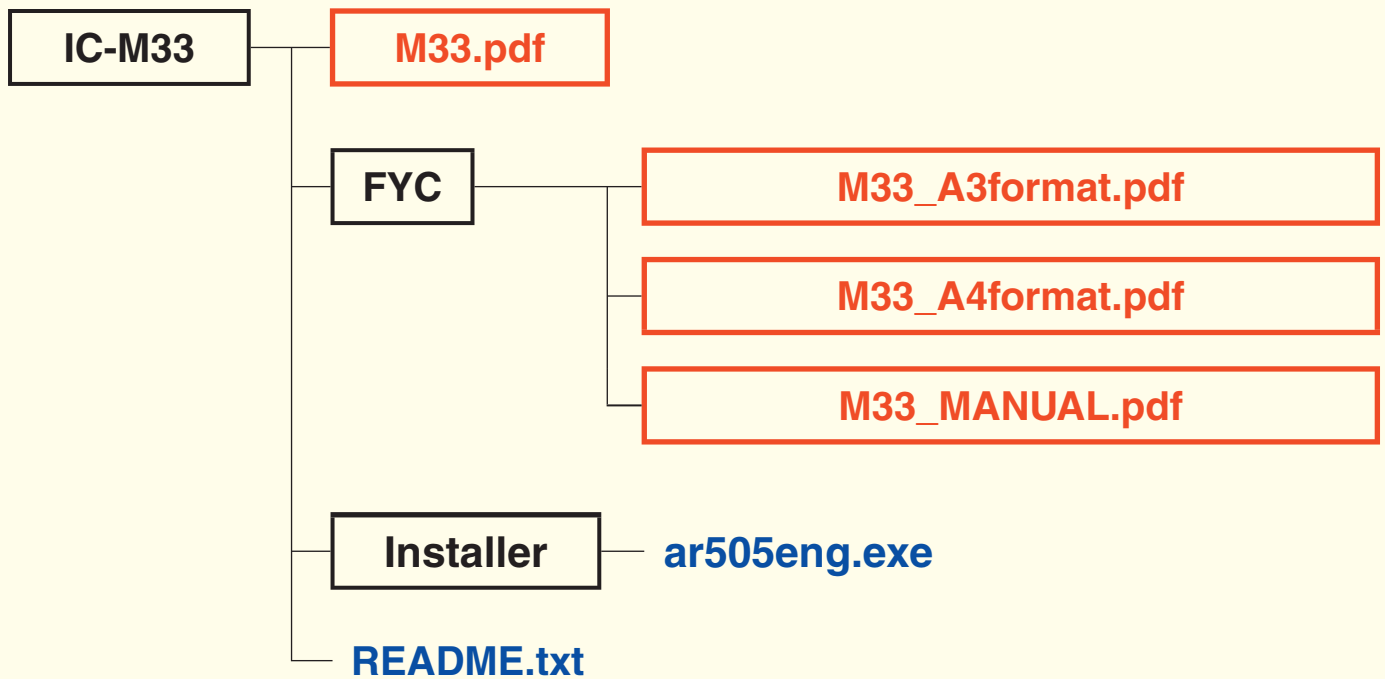 IC-M33
M33.pdf
FYC
M33_A3format.pdf
M33_A4format.pdf
M33_MANUAL.pdf
Installer
ar505eng.exe
README.txt